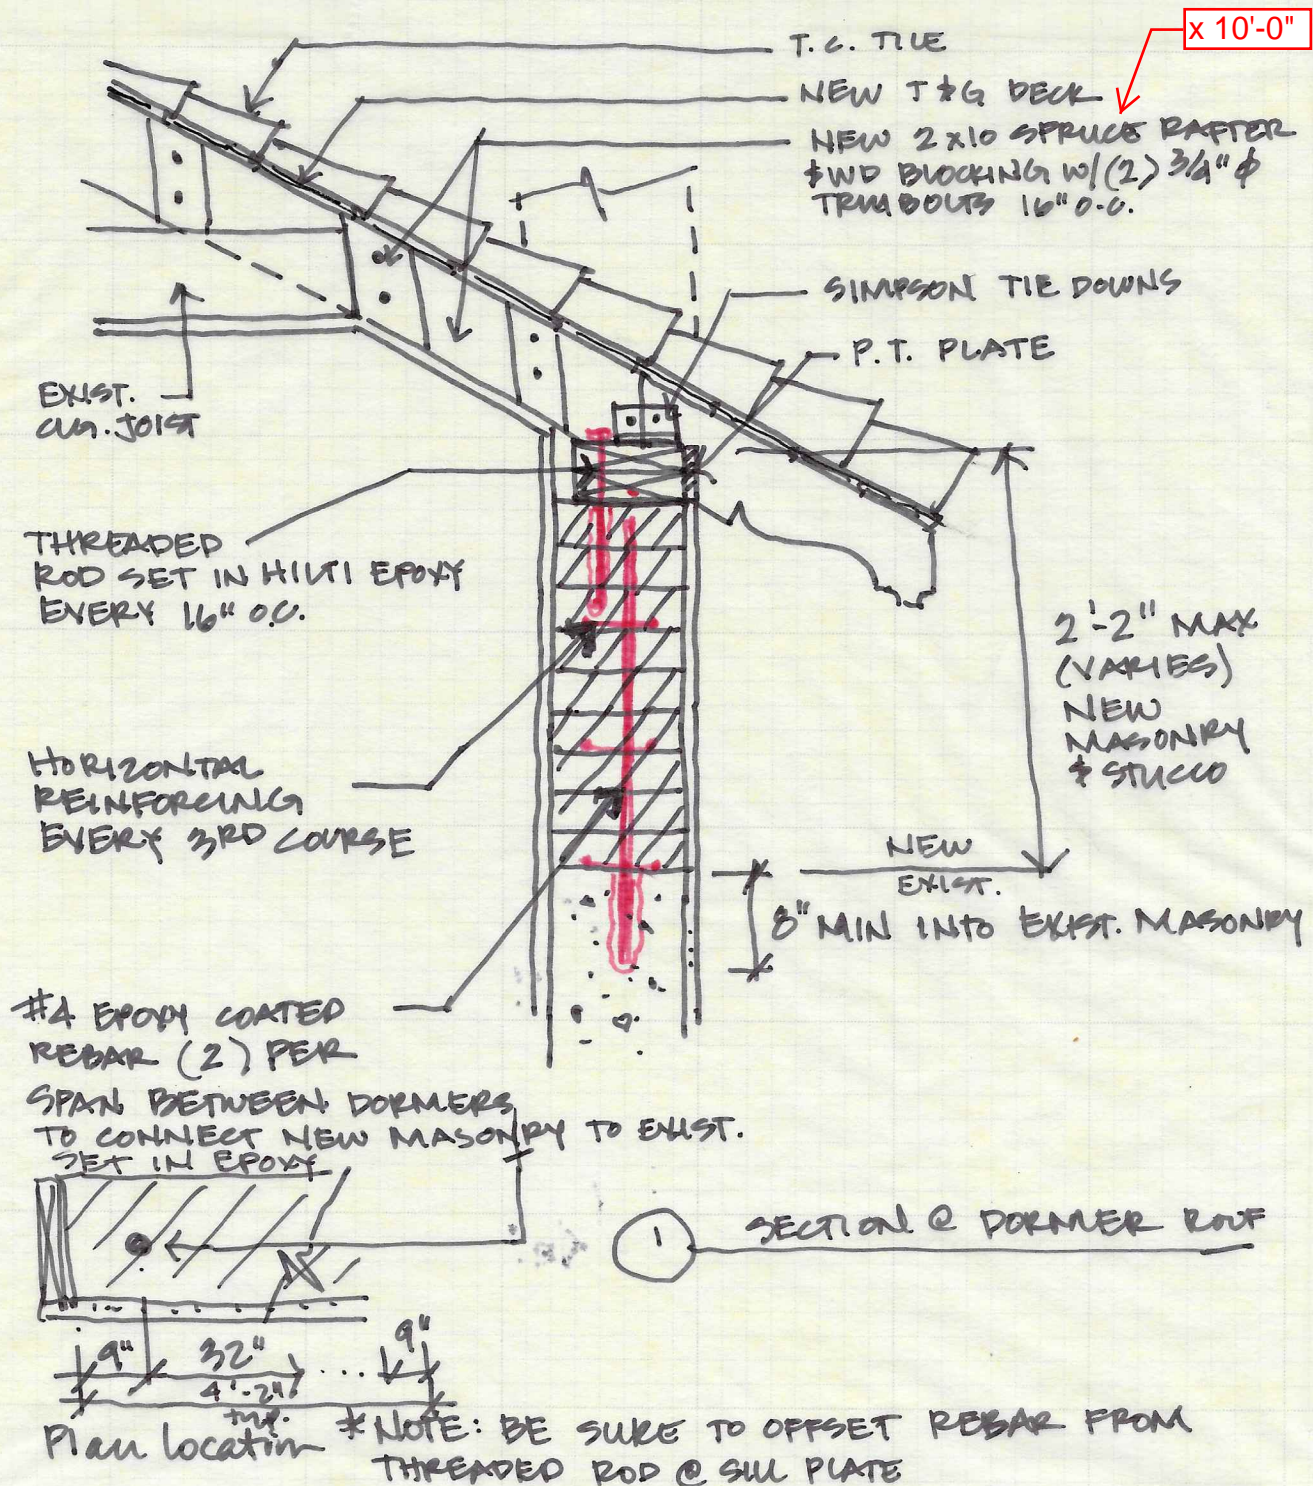 x 10'-0"
T.C. TILE
NEW T&G DECK
NEW 2x10 SPRUCE RAFTER
& WD BLOCKING W/(2) 3/4" ⌀
TRUBOLTS 16" O.C.
SIMPSON TIE DOWNS
P.T. PLATE
EXIST.
CLG. JOIST
THREADED
ROD SET IN HILTI EPOXY
EVERY 16" O.C.
2'-2" MAX
(VARIES)
NEW
MASONRY
& STUCCO
HORIZONTAL
REINFORCING
EVERY 3RD COURSE
NEW
EXIST.
8" MIN INTO EXIST. MASONRY
#4 EPOXY COATED
REBAR (2) PER
SPAN BETWEEN DORMERS
TO CONNECT NEW MASONRY TO EXIST.
SET IN EPOXY
1 SECTION @ DORMER ROOF
9" 32" ... 9"
4'-2"
typ.
Plan location
* NOTE: BE SURE TO OFFSET REBAR FROM
THREADED ROD @ SILL PLATE